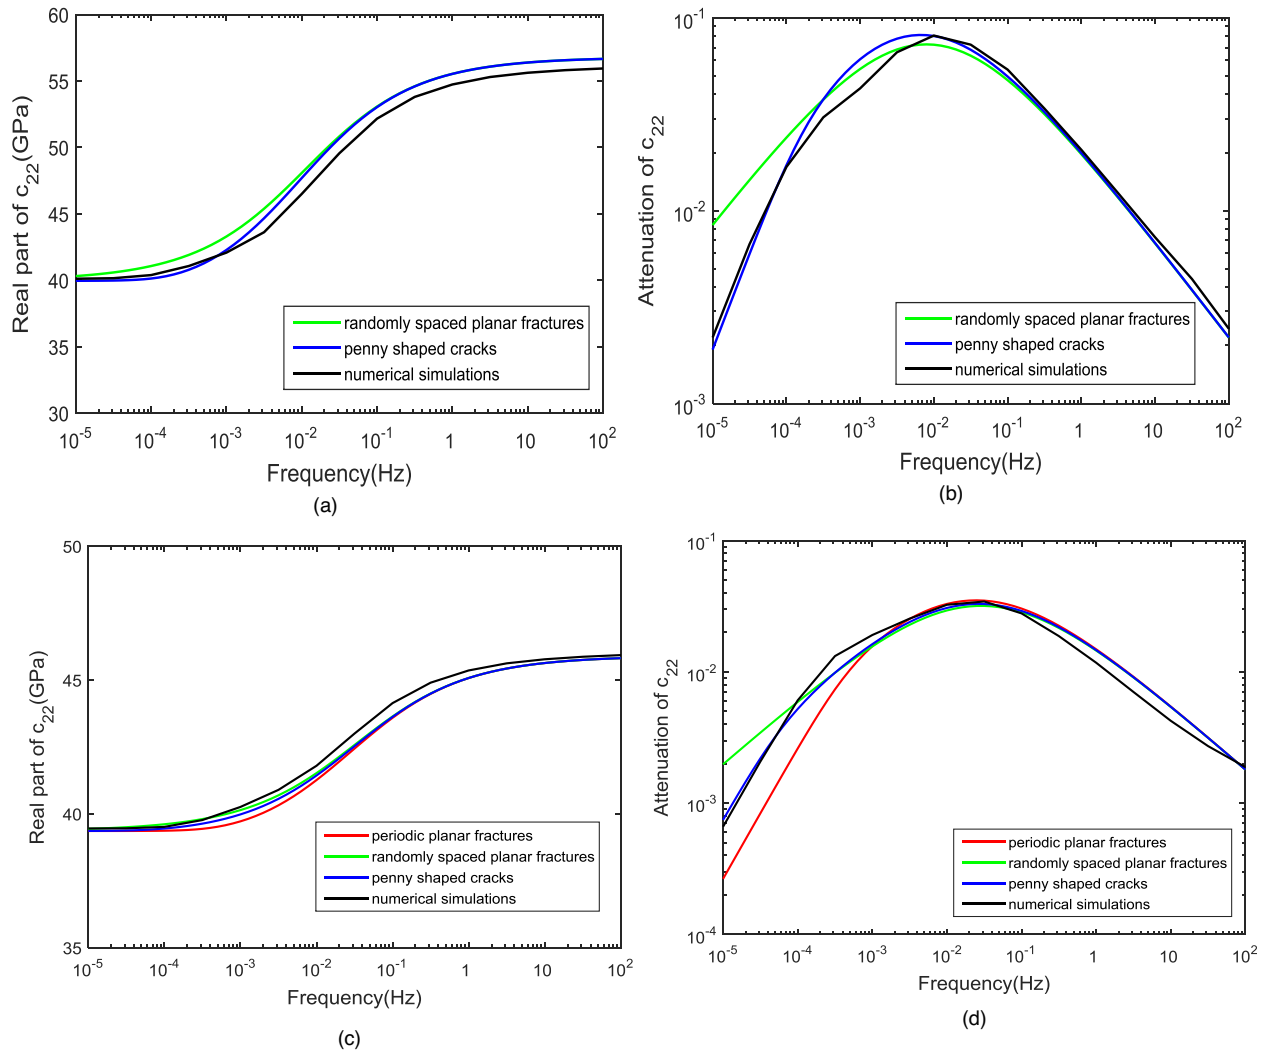 60
55
50
45
40
35
30
Real part of c22(GPa)
randomly spaced planar fractures
penny shaped cracks
numerical simulations
10-5 10-4 10-3 10-2 10-1 1 10 102
Frequency(Hz)
(a)
10-1
10-2
10-3
Attenuation of c22
randomly spaced planar fractures
penny shaped cracks
numerical simulations
10-5 10-4 10-3 10-2 10-1 1 10 102
Frequency(Hz)
(b)
50
45
40
35
Real part of c22(GPa)
periodic planar fractures
randomly spaced planar fractures
penny shaped cracks
numerical simulations
10-5 10-4 10-3 10-2 10-1 1 10 102
Frequency(Hz)
(c)
10-1
10-2
10-3
10-4
Attenuation of c22
periodic planar fractures
randomly spaced planar fractures
penny shaped cracks
numerical simulations
10-5 10-4 10-3 10-2 10-1 1 10 102
Frequency(Hz)
(d)